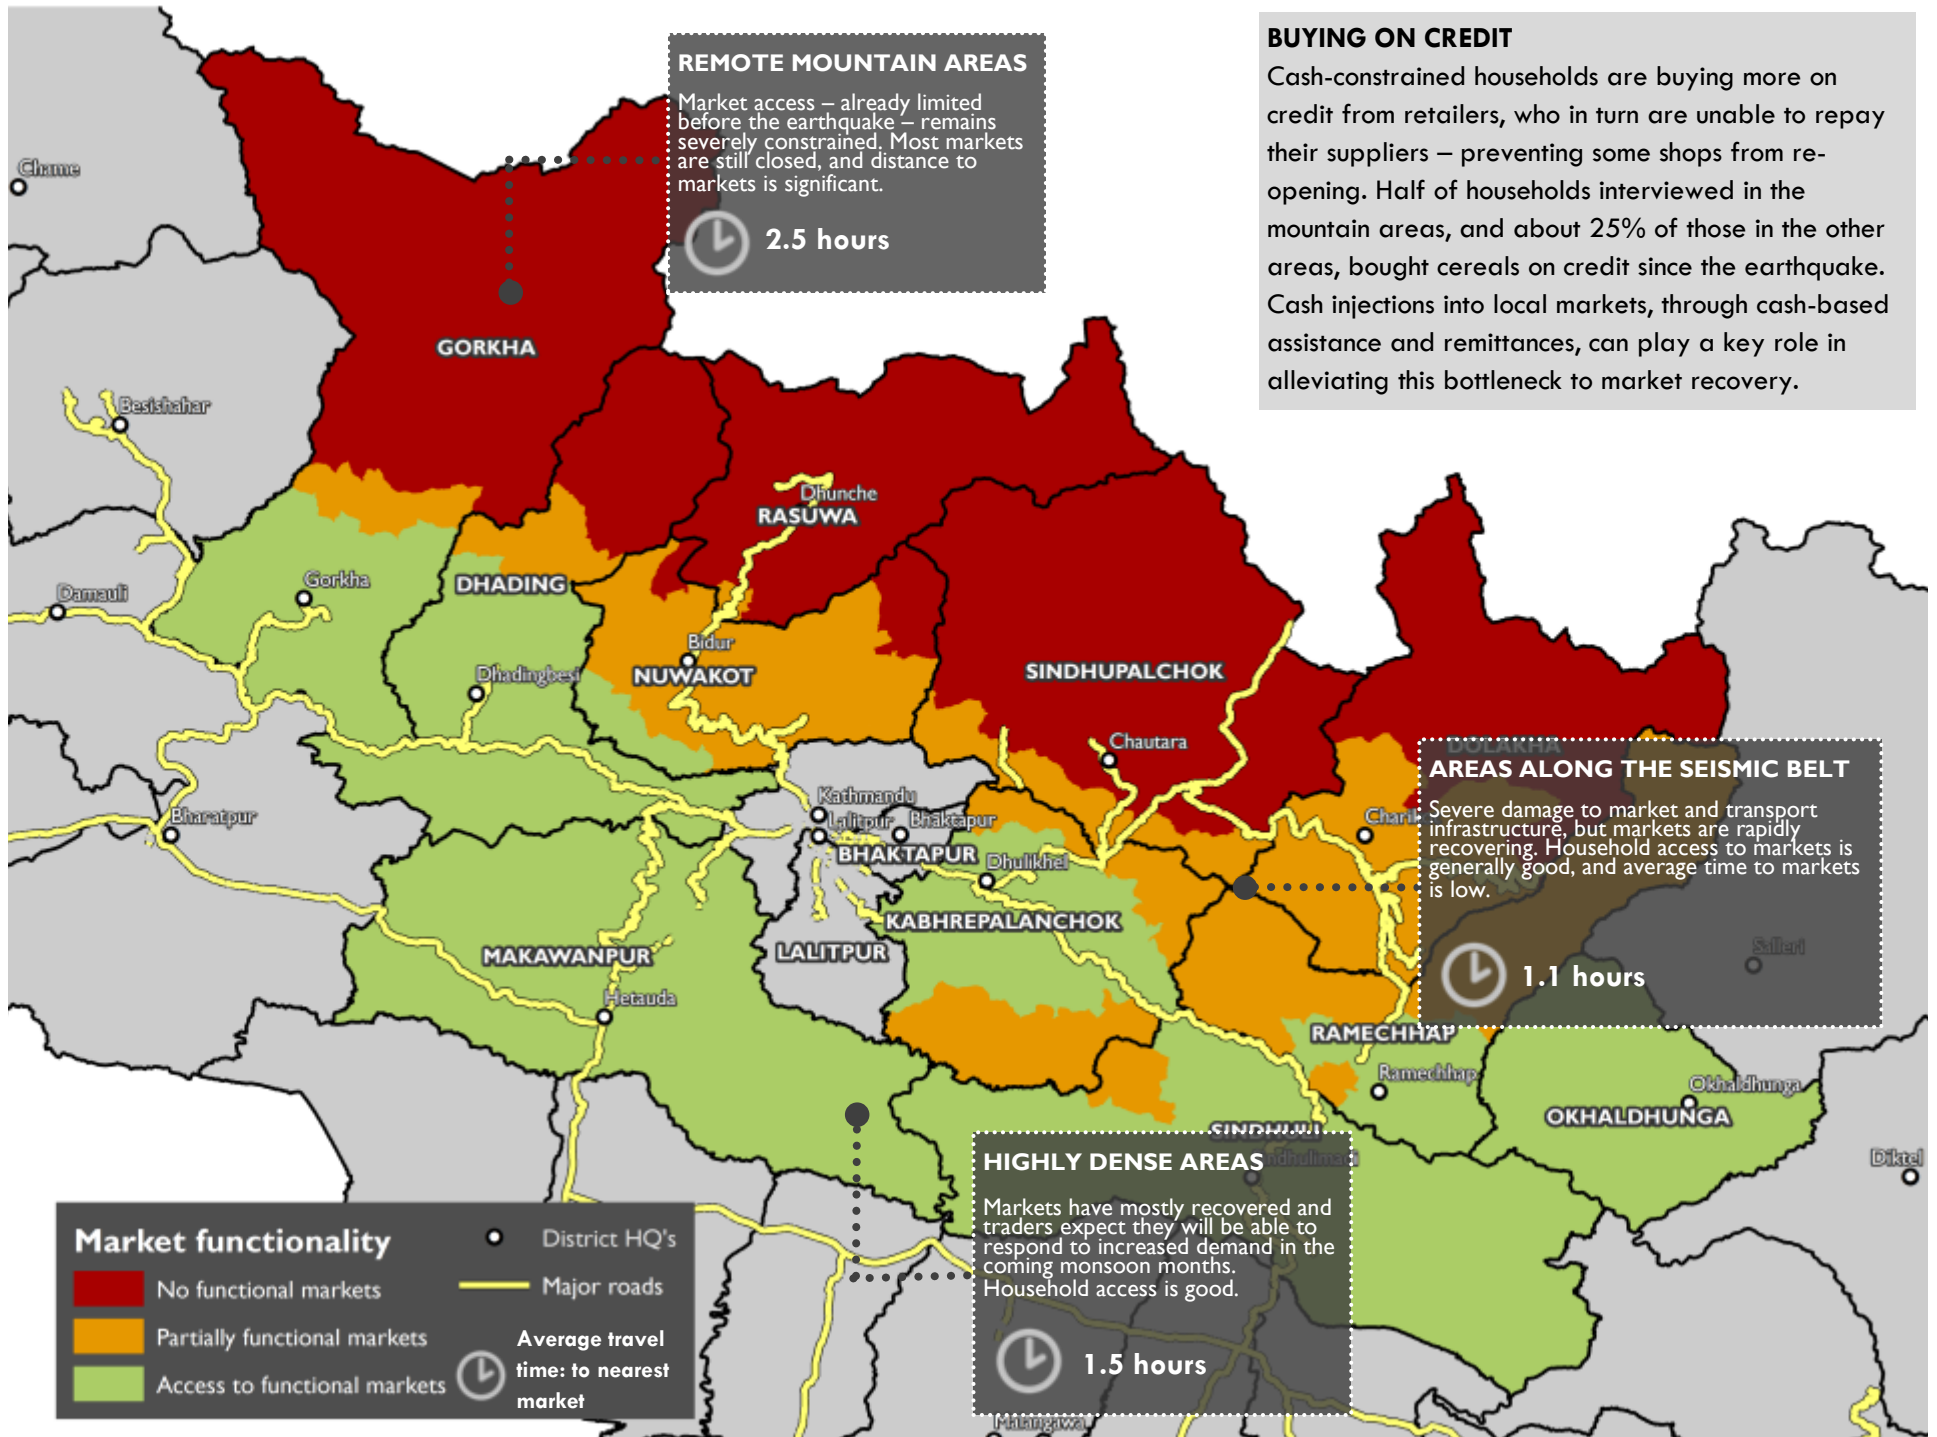 REMOTE MOUNTAIN AREAS
Market access – already limited
before the earthquake – remains
severely constrained. Most markets
are still closed, and distance to
markets is significant.
2.5 hours
BUYING ON CREDIT
Cash-constrained households are buying more on
credit from retailers, who in turn are unable to repay
their suppliers – preventing some shops from re-
opening. Half of households interviewed in the
mountain areas, and about 25% of those in the other
areas, bought cereals on credit since the earthquake.
Cash injections into local markets, through cash-based
assistance and remittances, can play a key role in
alleviating this bottleneck to market recovery.
Chame
GORKHA
Besishahar
Dhunche
RASUWA
Gorkha
DHADING
Damauli
Bidur
NUWAKOT
Dhadingbesi
SINDHUPALCHOK
Chautara
DOLAKHA
AREAS ALONG THE SEISMIC BELT
Severe damage to market and transport
infrastructure, but markets are rapidly
recovering. Household access to markets is
generally good, and average time to markets
is low.
1.1 hours
Kathmandu
Bharatpur
Lalitpur
Bhaktapur
Charik
BHAKTAPUR
Dhulikhel
KABHREPALANCHOK
MAKAWANPUR
LALITPUR
Salleri
Hetauda
RAMECHHAP
Ramechhap
Okhaldhunga
OKHALDHUNGA
SINDHULI
Diktel
HIGHLY DENSE AREAS
ndhulimadi
Markets have mostly recovered and
traders expect they will be able to
respond to increased demand in the
coming monsoon months.
Household access is good.
1.5 hours
Market functionality
No functional markets
Partially functional markets
Access to functional markets
District HQ's
Major roads
Average travel
time: to nearest
market
Malangawa